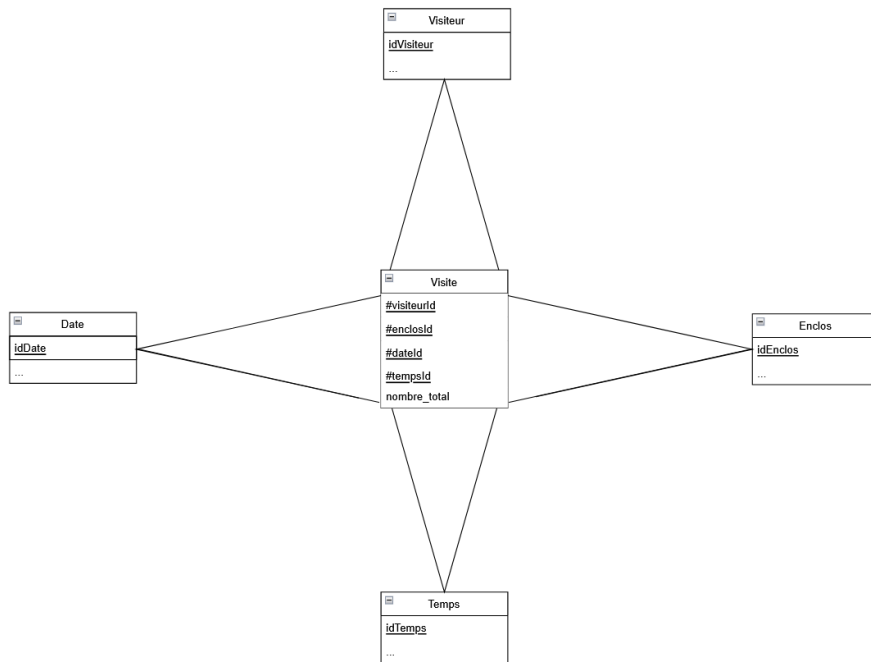 Visiteur
idVisiteur
...
Visite
#visiteurId
#enclosId
#dateId
#tempsId
nombre_total
Date
idDate
...
Enclos
idEnclos
...
Temps
idTemps
...